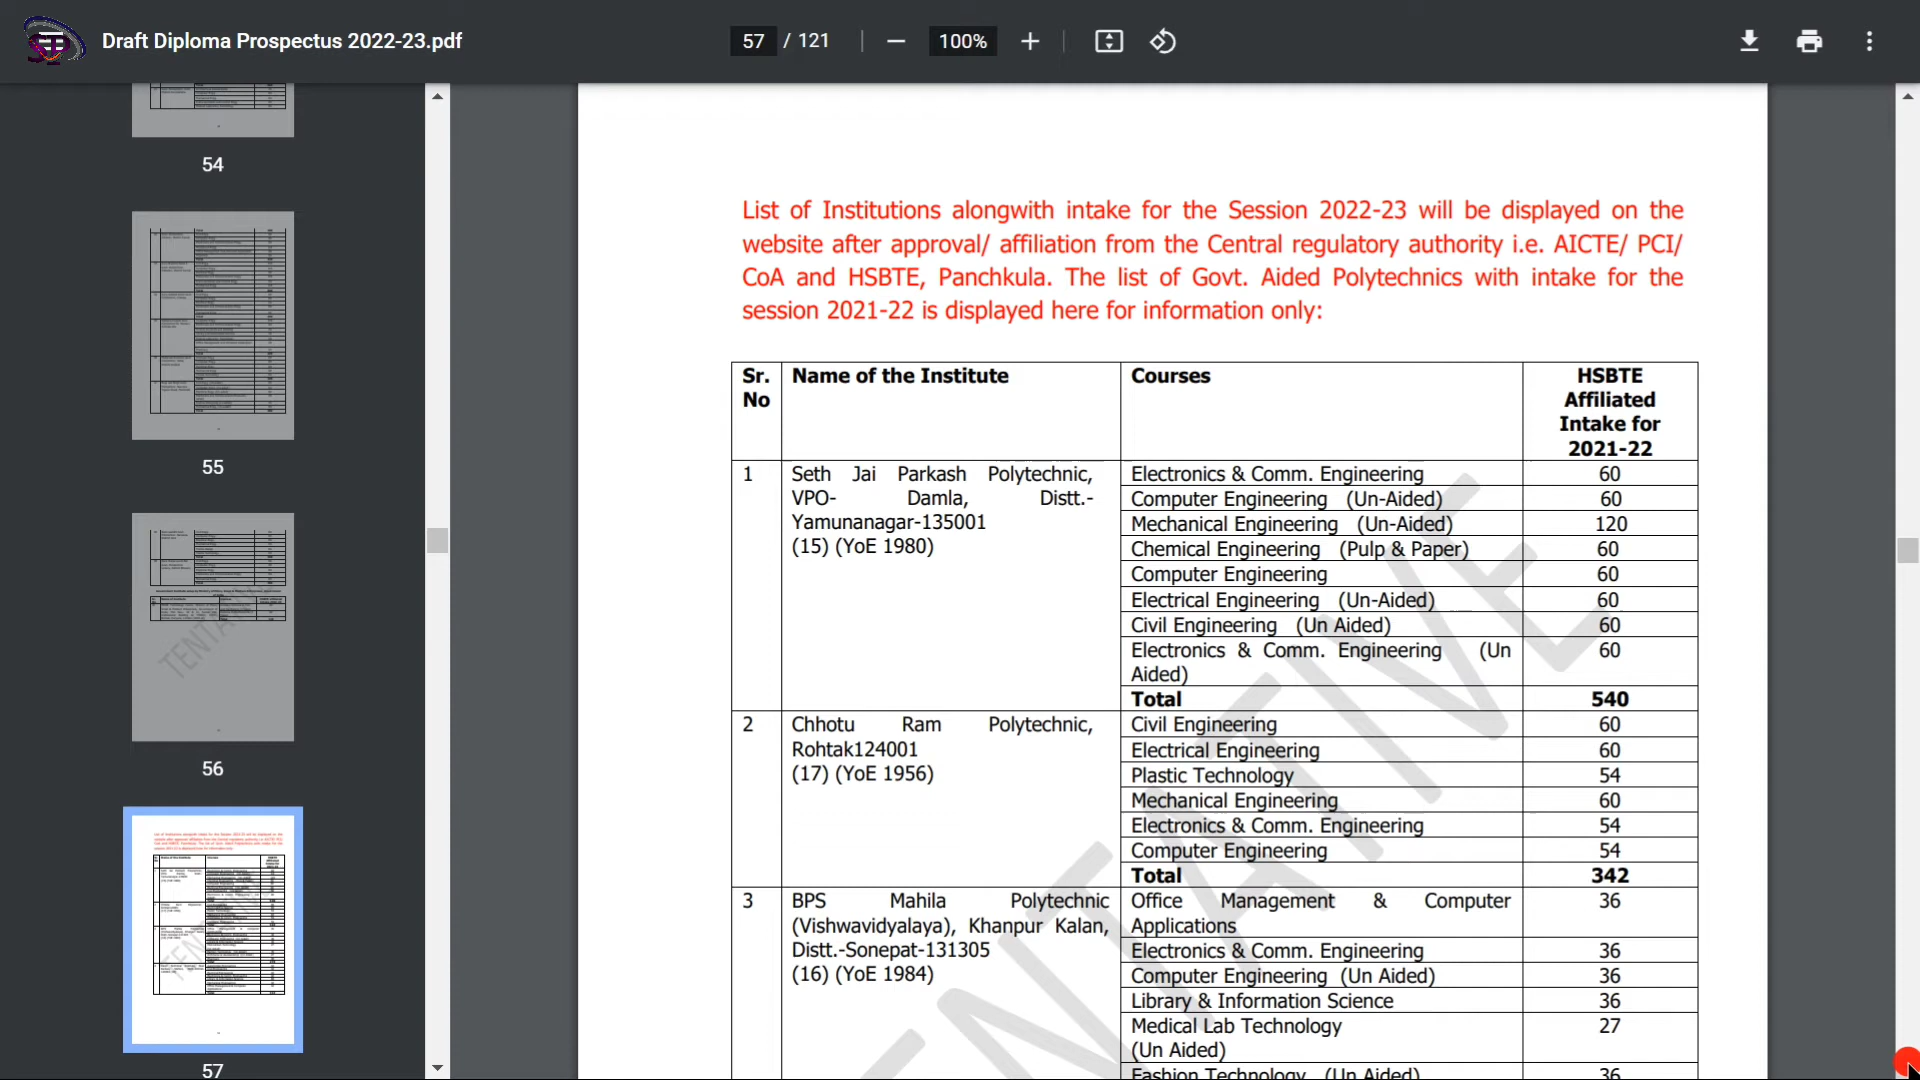 Draft Diploma Prospectus 2022-23.pdf
57 / 121
100%
54
55
56
57
List of Institutions alongwith intake for the Session 2022-23 will be displayed on the
website after approval/ affiliation from the Central regulatory authority i.e. AICTE/ PCI/
CoA and HSBTE, Panchkula. The list of Govt. Aided Polytechnics with intake for the
session 2021-22 is displayed here for information only:
Sr. No Name of the Institute Courses HSBTE Affiliated Intake for 2021-22
1 Seth Jai Parkash Polytechnic,
VPO- Damla, Distt.-
Yamunanagar-135001
(15) (YoE 1980)
Electronics & Comm. Engineering 60
Computer Engineering (Un-Aided) 60
Mechanical Engineering (Un-Aided) 120
Chemical Engineering (Pulp & Paper) 60
Computer Engineering 60
Electrical Engineering (Un-Aided) 60
Civil Engineering (Un Aided) 60
Electronics & Comm. Engineering (Un 60
Aided)
Total 540
2 Chhotu Ram Polytechnic,
Rohtak124001
(17) (YoE 1956)
Civil Engineering 60
Electrical Engineering 60
Plastic Technology 54
Mechanical Engineering 60
Electronics & Comm. Engineering 54
Computer Engineering 54
Total 342
3 BPS Mahila Polytechnic
(Vishwavidyalaya), Khanpur Kalan,
Distt.-Sonepat-131305
(16) (YoE 1984)
Office Management & Computer 36
Applications
Electronics & Comm. Engineering 36
Computer Engineering (Un Aided) 36
Library & Information Science 36
Medical Lab Technology 27
(Un Aided)
Fashion Technology (Un Aided) 36
TENTATIVE